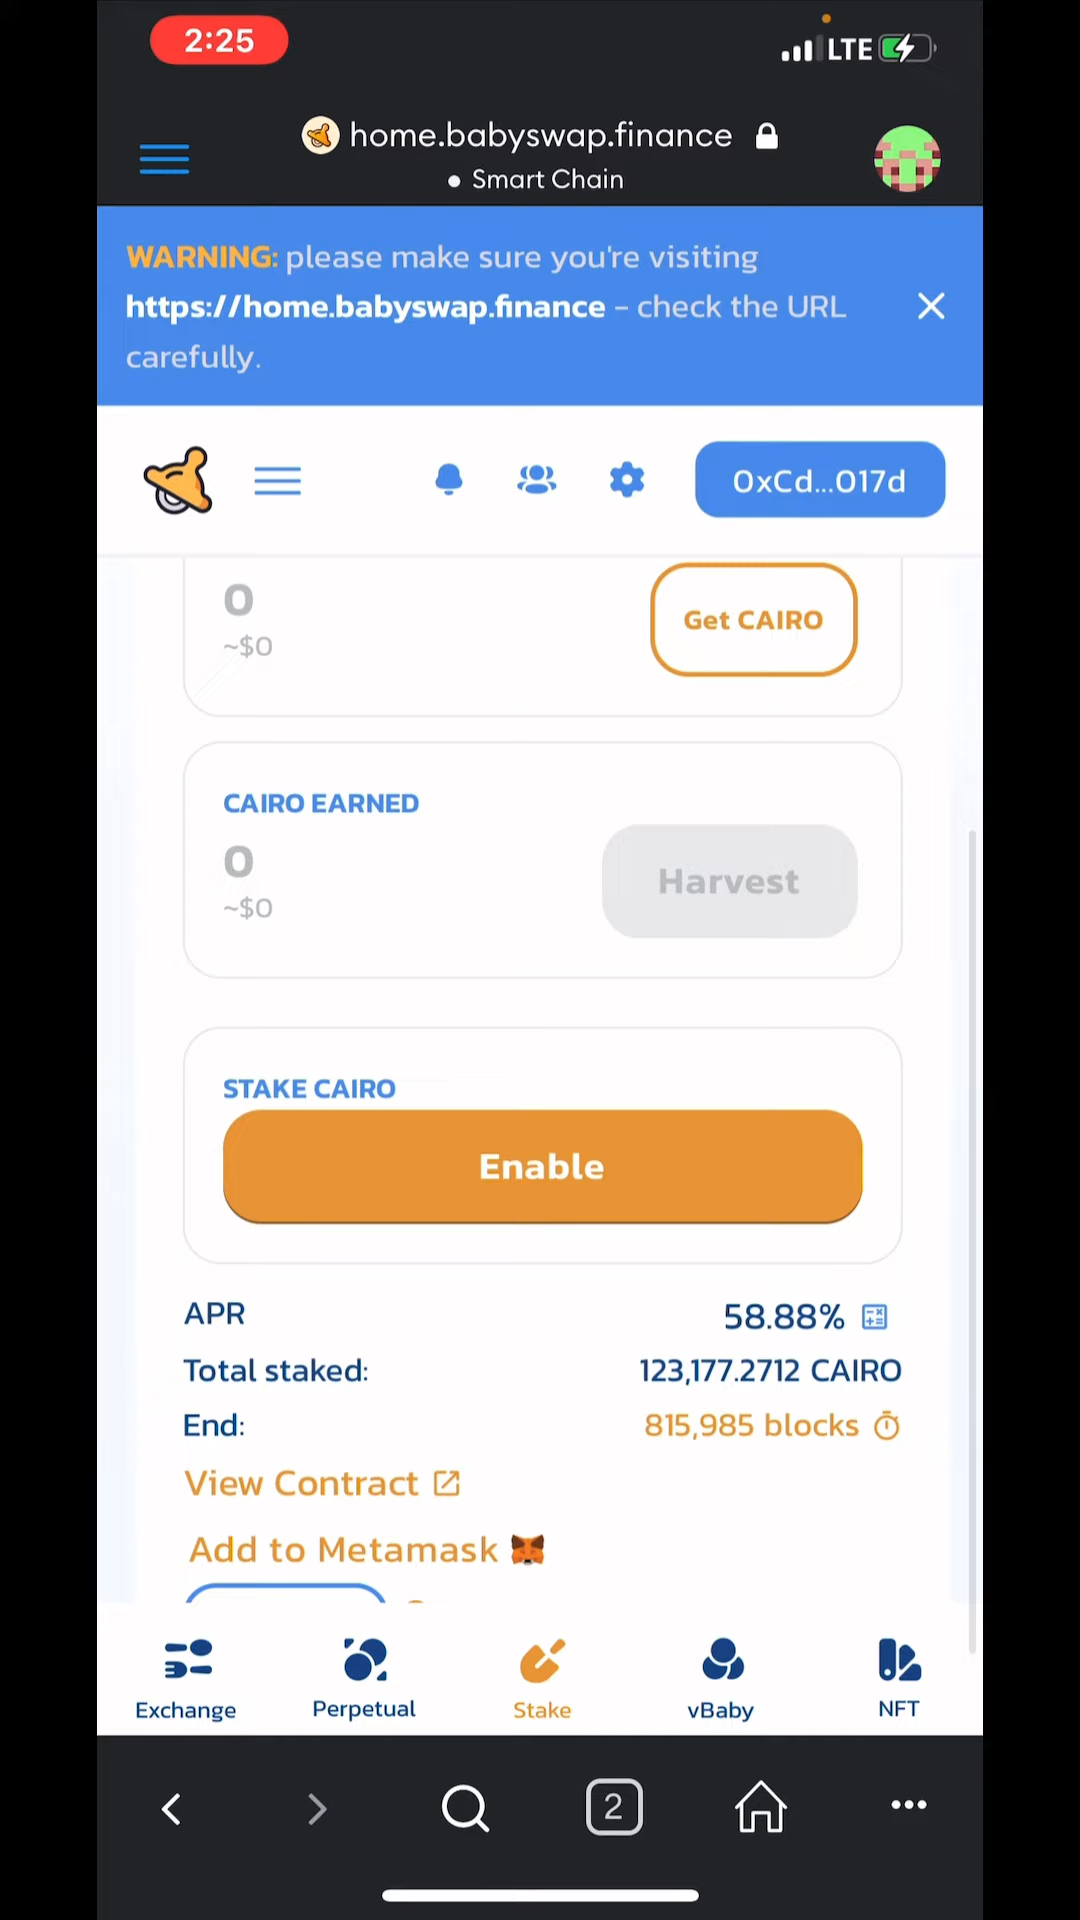 2:25
LTE
home.babyswap.finance
• Smart Chain
WARNING: please make sure you're visiting
https://home.babyswap.finance - check the URL
carefully.
0xCd...017d
0
~$0
Get CAIRO
CAIRO EARNED
0
~$0
Harvest
STAKE CAIRO
Enable
APR
58.88%
Total staked:
123,177.2712 CAIRO
End:
815,985 blocks
View Contract
Add to Metamask
Exchange
Perpetual
Stake
vBaby
NFT
2